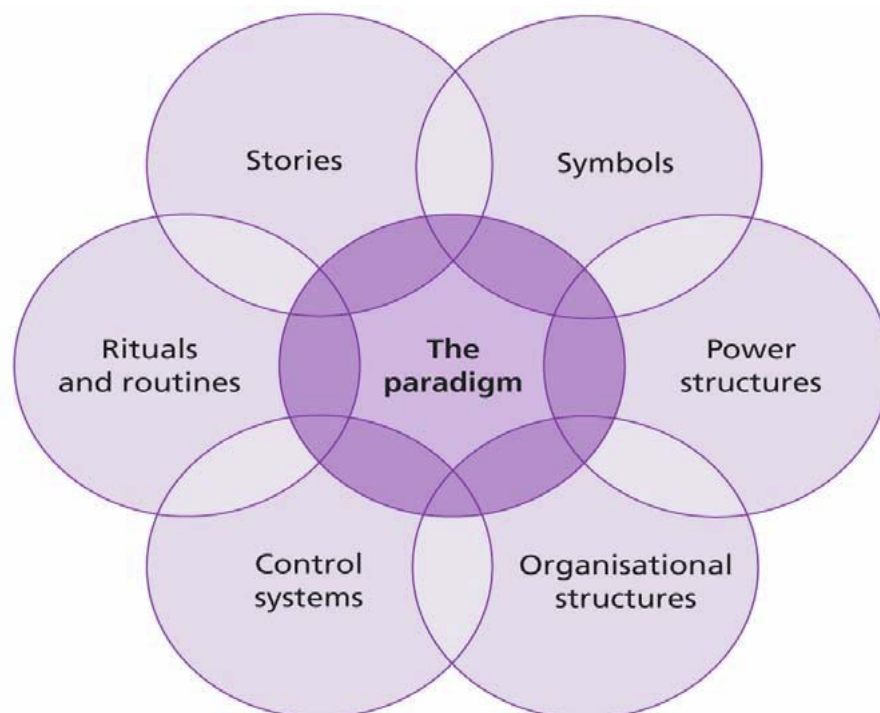 Stories
Symbols
Rituals
and routines
The
paradigm
Power
structures
Control
systems
Organisational
structures